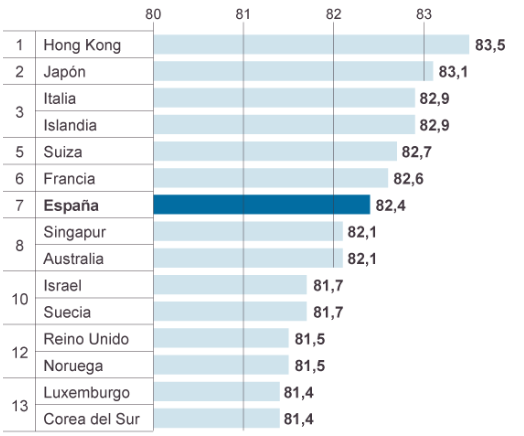 80 81 82 83
1 Hong Kong 83,5
2 Japón 83,1
3
Italia 82,9
Islandia 82,9
5 Suiza 82,7
6 Francia 82,6
7 España 82,4
8
Singapur 82,1
Australia 82,1
10
Israel 81,7
Suecia 81,7
12
Reino Unido 81,5
Noruega 81,5
13
Luxemburgo 81,4
Corea del Sur 81,4